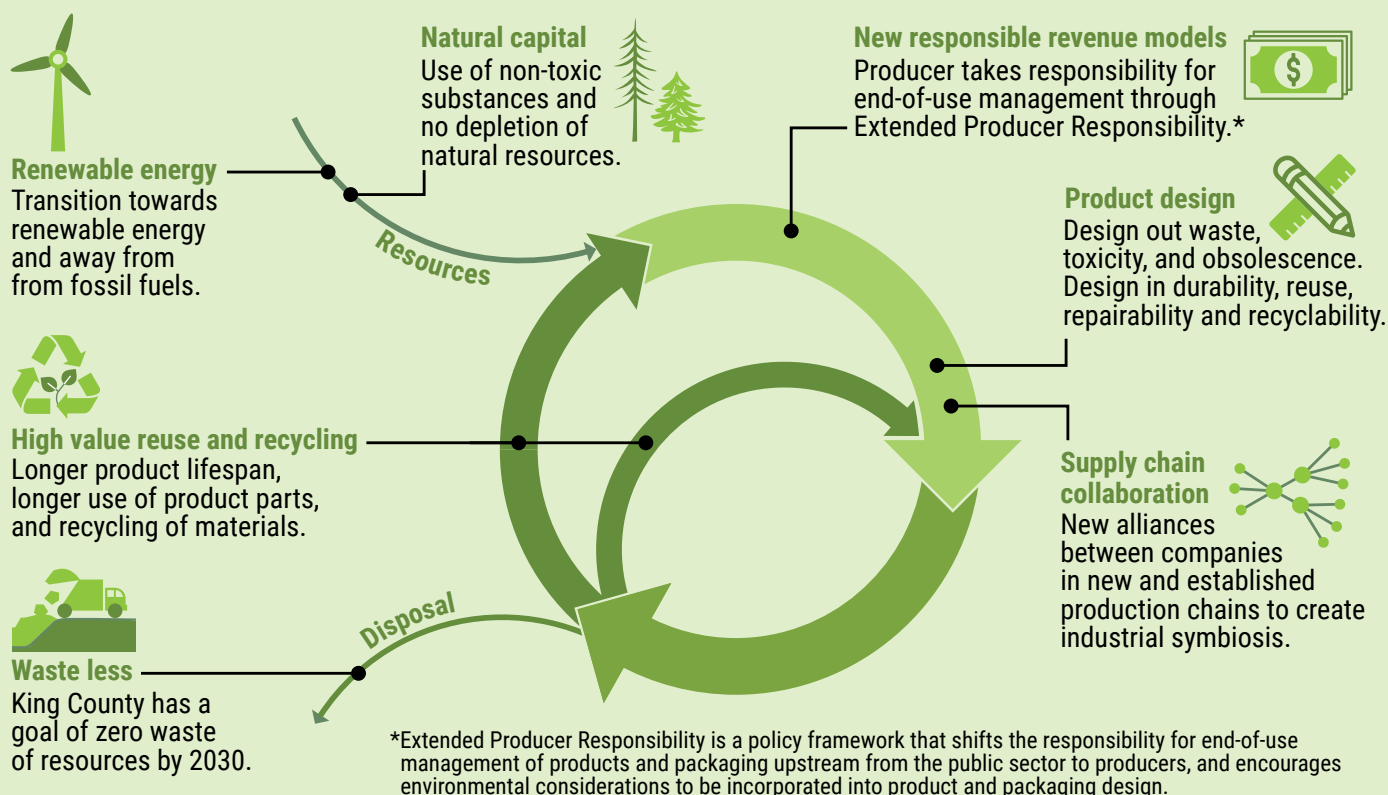 Natural capital
Use of non-toxic
substances and
no depletion of
natural resources.
New responsible revenue models
Producer takes responsibility for
end-of-use management through
Extended Producer Responsibility.*
$
Renewable energy
Transition towards
renewable energy
and away from
from fossil fuels.
Resources
Product design
Design out waste,
toxicity, and obsolescence.
Design in durability, reuse,
repairability and recyclability.
High value reuse and recycling
Longer product lifespan,
longer use of product parts,
and recycling of materials.
Supply chain
collaboration
New alliances
between companies
in new and established
production chains to create
industrial symbiosis.
Disposal
Waste less
King County has a
goal of zero waste
of resources by 2030.
*Extended Producer Responsibility is a policy framework that shifts the responsibility for end-of-use
management of products and packaging upstream from the public sector to producers, and encourages
environmental considerations to be incorporated into product and packaging design.